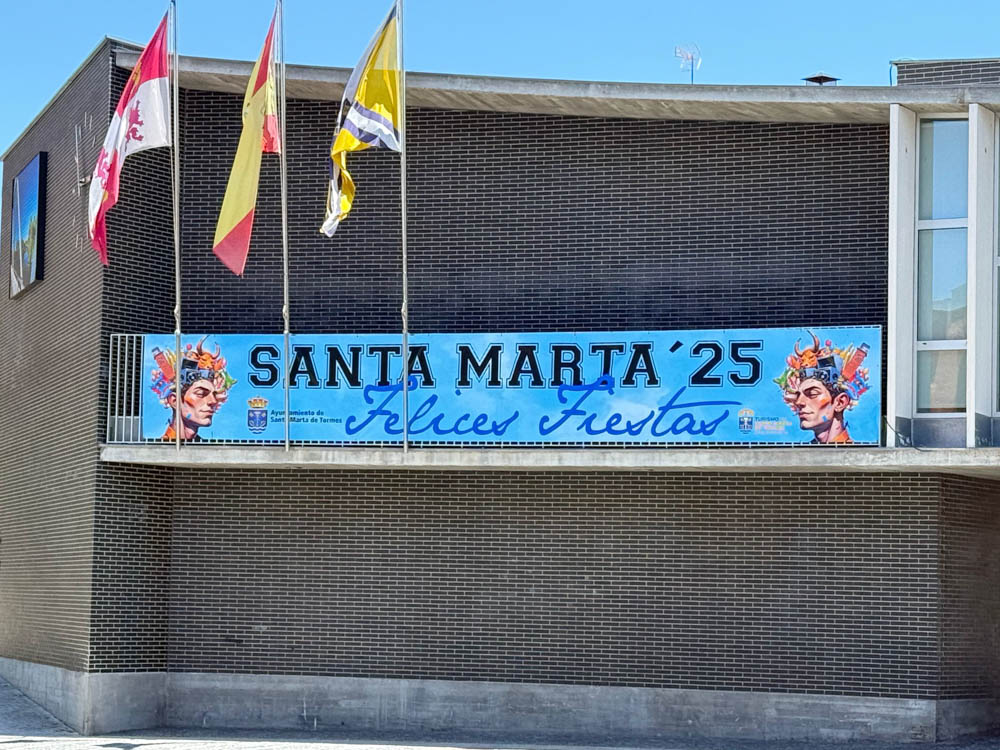 SANTA MARTA´25
Felices Fiestas
Ayuntamiento de
Santa Marta de Tormes
TURISMO